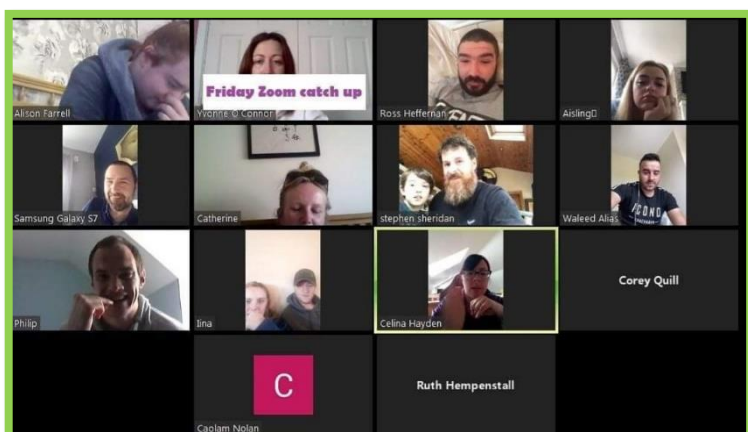 Friday Zoom catch up
Alison Farrell
Yvonne O Connor
Ross Heffernan
Aisling
Samsung Galaxy S7
Catherine
stephen sheridan
Waleed Alias
FCOND
Philip
Iina
Celina Hayden
Corey Quill
C
Caolam Nolan
Ruth Hempenstall